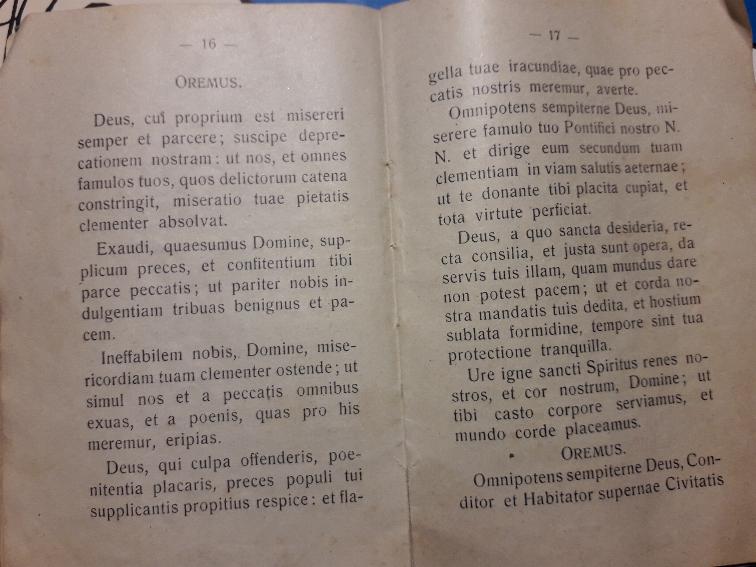 — 16 —
OREMUS.
Deus, cui proprium est misereri
semper et parcere; suscipe depre-
cationem nostram: ut nos, et omnes
famulos tuos, quos delictorum catena
constringit, miseratio tuae pietatis
clementer absolvat.
Exaudi, quaesumus Domine, sup-
plicum preces, et confitentium tibi
parce peccatis; ut pariter nobis in-
dulgentiam tribuas benignus et pa-
cem.
Ineffabilem nobis, Domine, mise-
ricordiam tuam clementer ostende; ut
simul nos et a peccatis omnibus
exuas, et a poenis, quas pro his
meremur, eripias.
Deus, qui culpa offenderis, poe-
nitentia placaris, preces populi tui
supplicantis propitius respice: et fla-
— 17 —
gella tuae iracundiae, quae pro pec-
catis nostris meremur, averte.
Omnipotens sempiterne Deus, mi-
serere famulo tuo Pontifici nostro N.
N. et dirige eum secundum tuam
clementiam in viam salutis aeternae;
ut te donante tibi placita cupiat, et
tota virtute perficiat.
Deus, a quo sancta desideria, re-
cta consilia, et justa sunt opera, da
servis tuis illam, quam mundus dare
non potest pacem; ut et corda no-
stra mandatis tuis dedita, et hostium
sublata formidine, tempore sint tua
protectione tranquilla.
Ure igne sancti Spiritus renes no-
stros, et cor nostrum, Domine; ut
tibi casto corpore serviamus, et
mundo corde placeamus.
OREMUS.
Omnipotens sempiterne Deus, Con-
ditor et Habitator supernae Civitatis